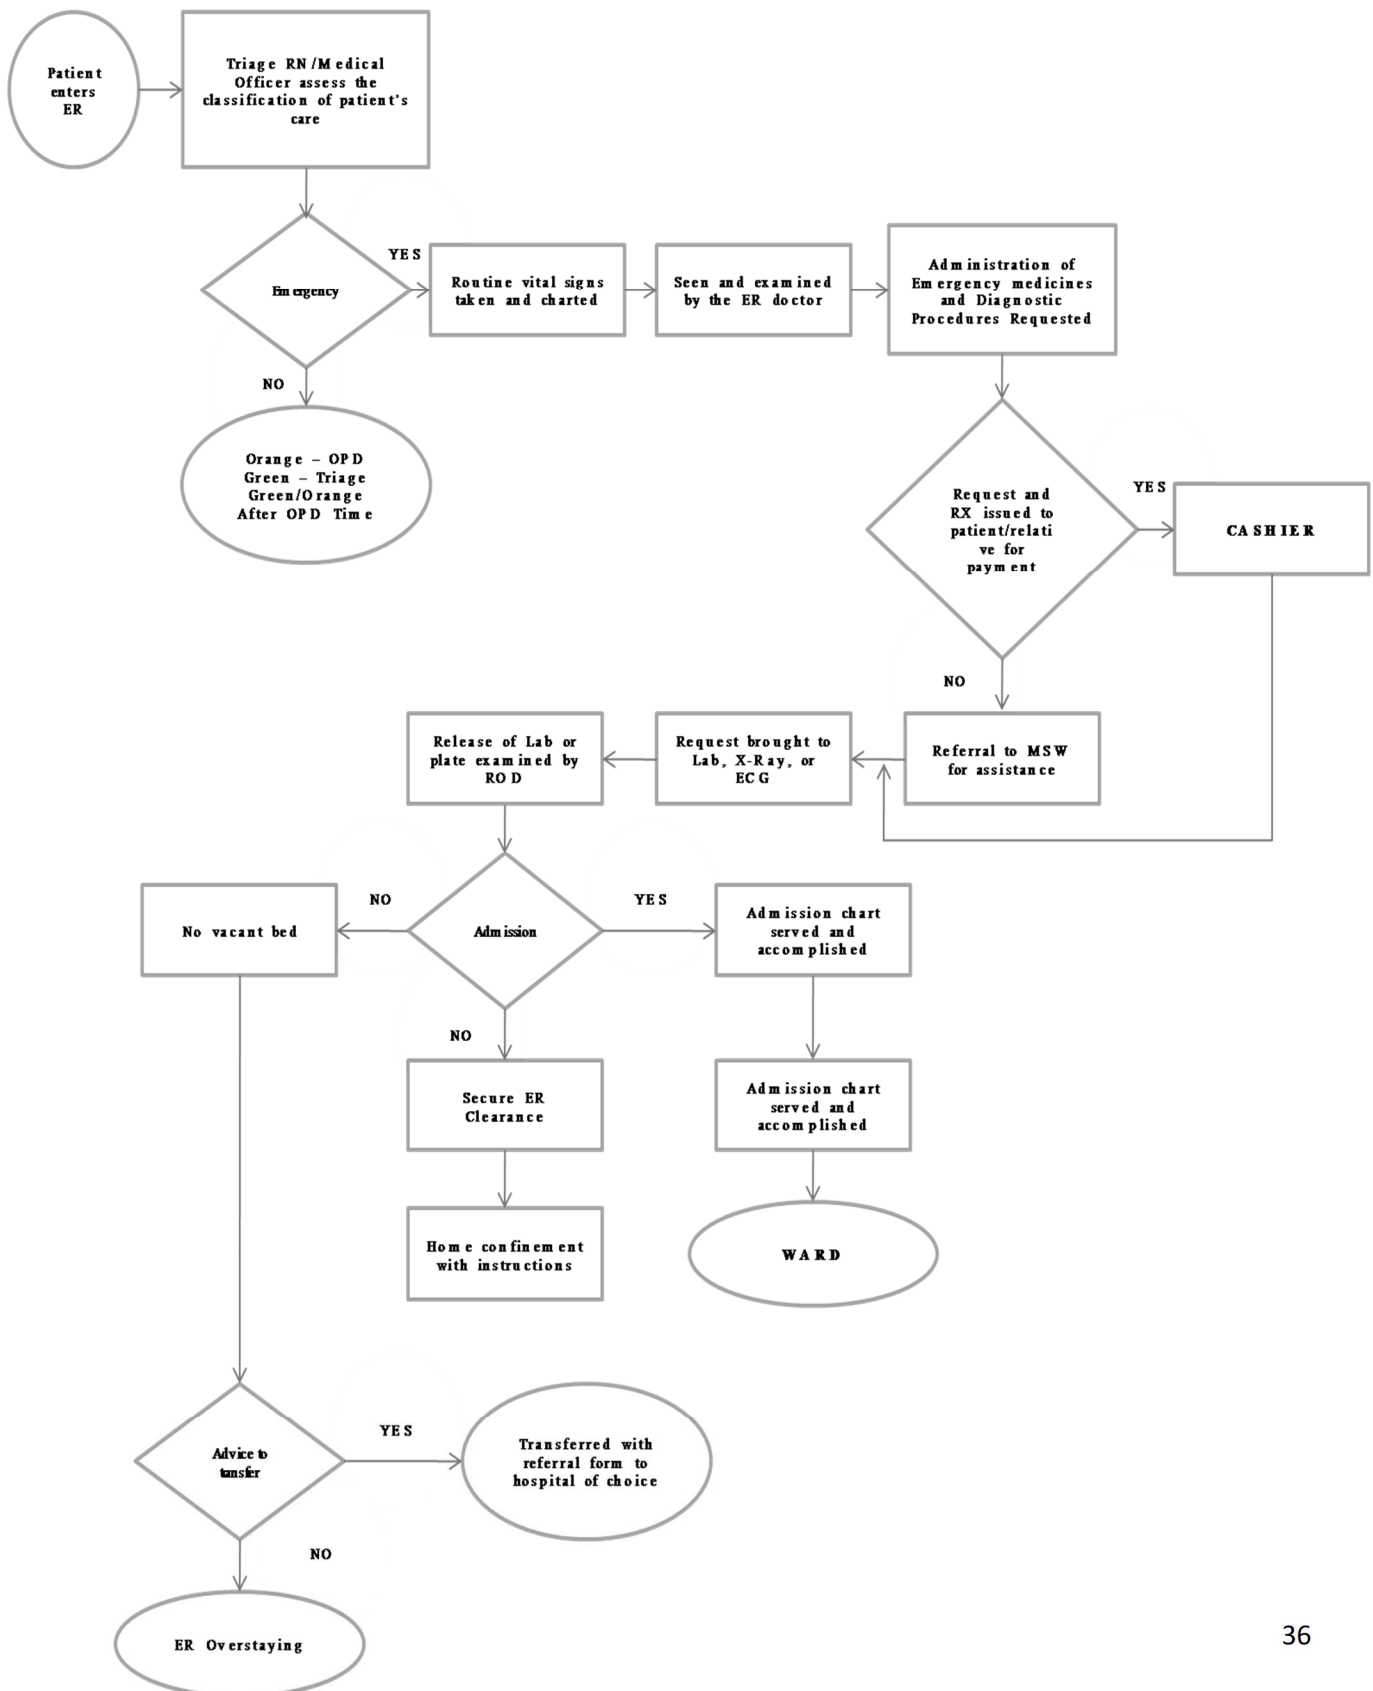 Patient
enters
ER
Triage RN/Medical
Officer assess the
classification of patient's
care
Emergency
YES
Routine vital signs
taken and charted
Seen and examined
by the ER doctor
Administration of
Emergency medicines
and Diagnostic
Procedures Requested
NO
Orange – OPD
Green – Triage
Green/Orange
After OPD Time
Request and
RX issued to
patient/relati
ve for
payment
YES
CASHIER
NO
Release of Lab or
plate examined by
ROD
Request brought to
Lab, X-Ray, or
ECG
Referral to MSW
for assistance
No vacant bed
NO
Admission
YES
Admission chart
served and
accomplished
NO
Secure ER
Clearance
Admission chart
served and
accomplished
Home confinement
with instructions
WARD
Advice to
tansfer
YES
Transferred with
referral form to
hospital of choice
NO
ER Overstaying
36